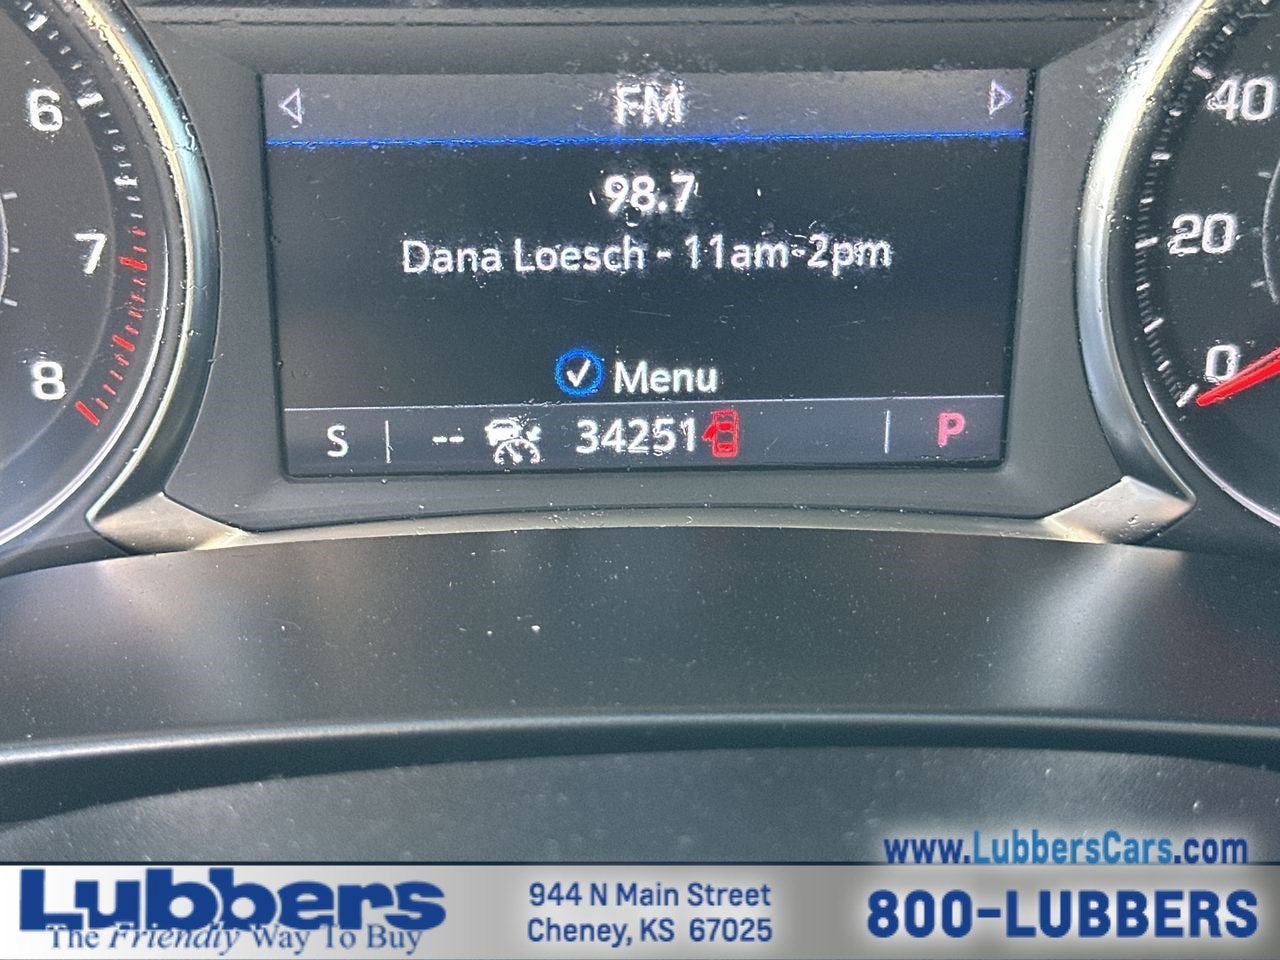 FM
98.7
Dana Loesch - 11am-2pm
Menu
S -- 34251 P
6
7
8
40
20
0
www.LubbersCars.com
Lubbers
The Friendly Way To Buy
944 N Main Street
Cheney, KS 67025
800-LUBBERS